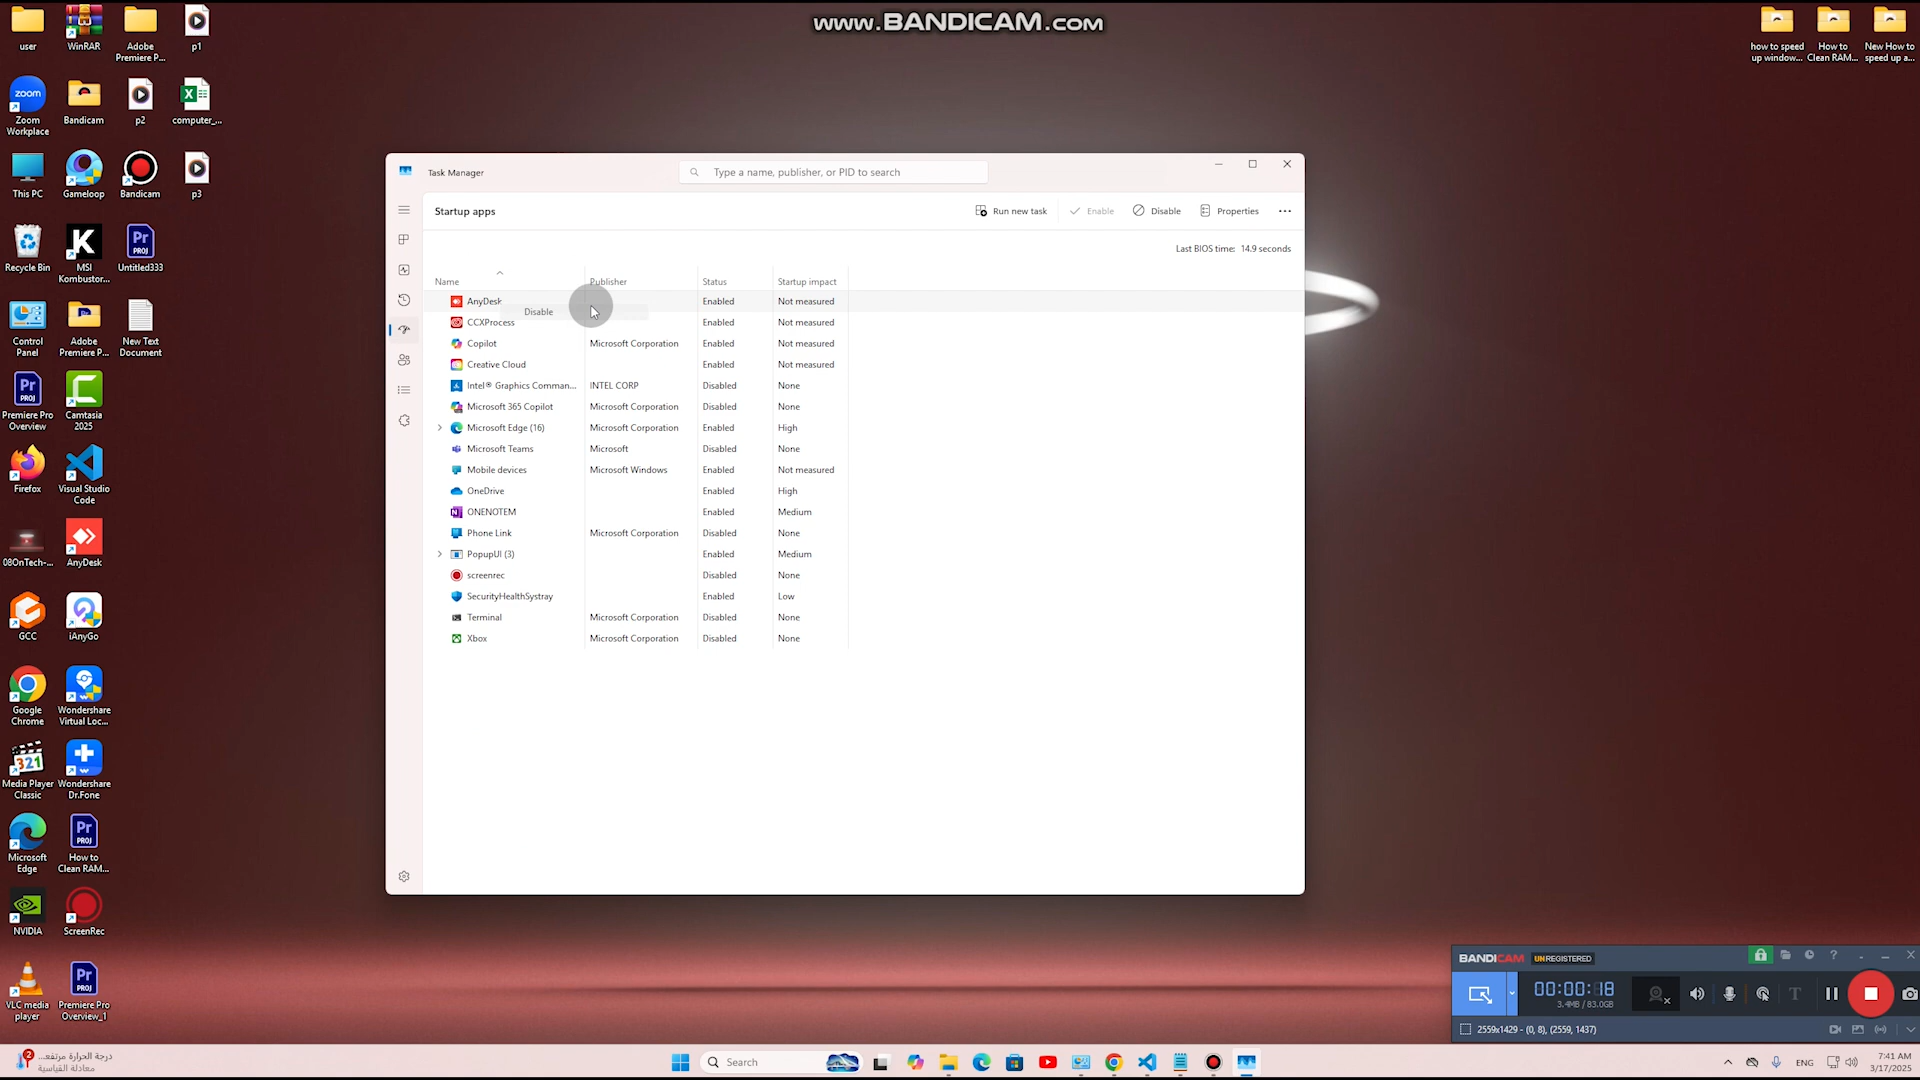 www.BANDICAM.com
user
WinRAR
Adobe
Premiere P...
p1
Zoom
Workplace
Bandicam
p2
computer_...
This PC
Gameloop
Bandicam
p3
Recycle Bin
MSI
Kombustor...
Untitled333
Control
Panel
Adobe
Premiere P...
New Text
Document
Premiere Pro
Overview
Camtasia
2025
Firefox
Visual Studio
Code
08OnTech-...
AnyDesk
GCC
iAnyGo
Google
Chrome
Wondershare
Virtual Loc...
Media Player
Classic
Wondershare
Dr.Fone
Microsoft
Edge
How to
Clean RAM...
NVIDIA
ScreenRec
VLC media
player
Premiere Pro
Overview_1
how to speed
up window...
How to
Clean RAM...
New How to
speed up a...
Task Manager
Type a name, publisher, or PID to search
Startup apps
Run new task
Enable
Disable
Properties
Last BIOS time: 14.9 seconds
Name Publisher Status Startup impact
AnyDesk Enabled Not measured
Disable
CCXProcess Enabled Not measured
Copilot Microsoft Corporation Enabled Not measured
Creative Cloud Enabled Not measured
Intel® Graphics Comman... INTEL CORP Disabled None
Microsoft 365 Copilot Microsoft Corporation Disabled None
Microsoft Edge (16) Microsoft Corporation Enabled High
Microsoft Teams Microsoft Disabled None
Mobile devices Microsoft Windows Enabled Not measured
OneDrive Enabled High
ONENOTEM Enabled Medium
Phone Link Microsoft Corporation Disabled None
PopupUI (3) Enabled Medium
screenrec Disabled None
SecurityHealthSystray Enabled Low
Terminal Microsoft Corporation Disabled None
Xbox Microsoft Corporation Disabled None
BANDICAM UNREGISTERED
00:00:18
3.4MB / 83.0GB
2559x1429 - (0, 8), (2559, 1437)
درجة الحرارة مرتفعـ...
معادلة القياسية
Search
ENG
7:41 AM
3/17/2025